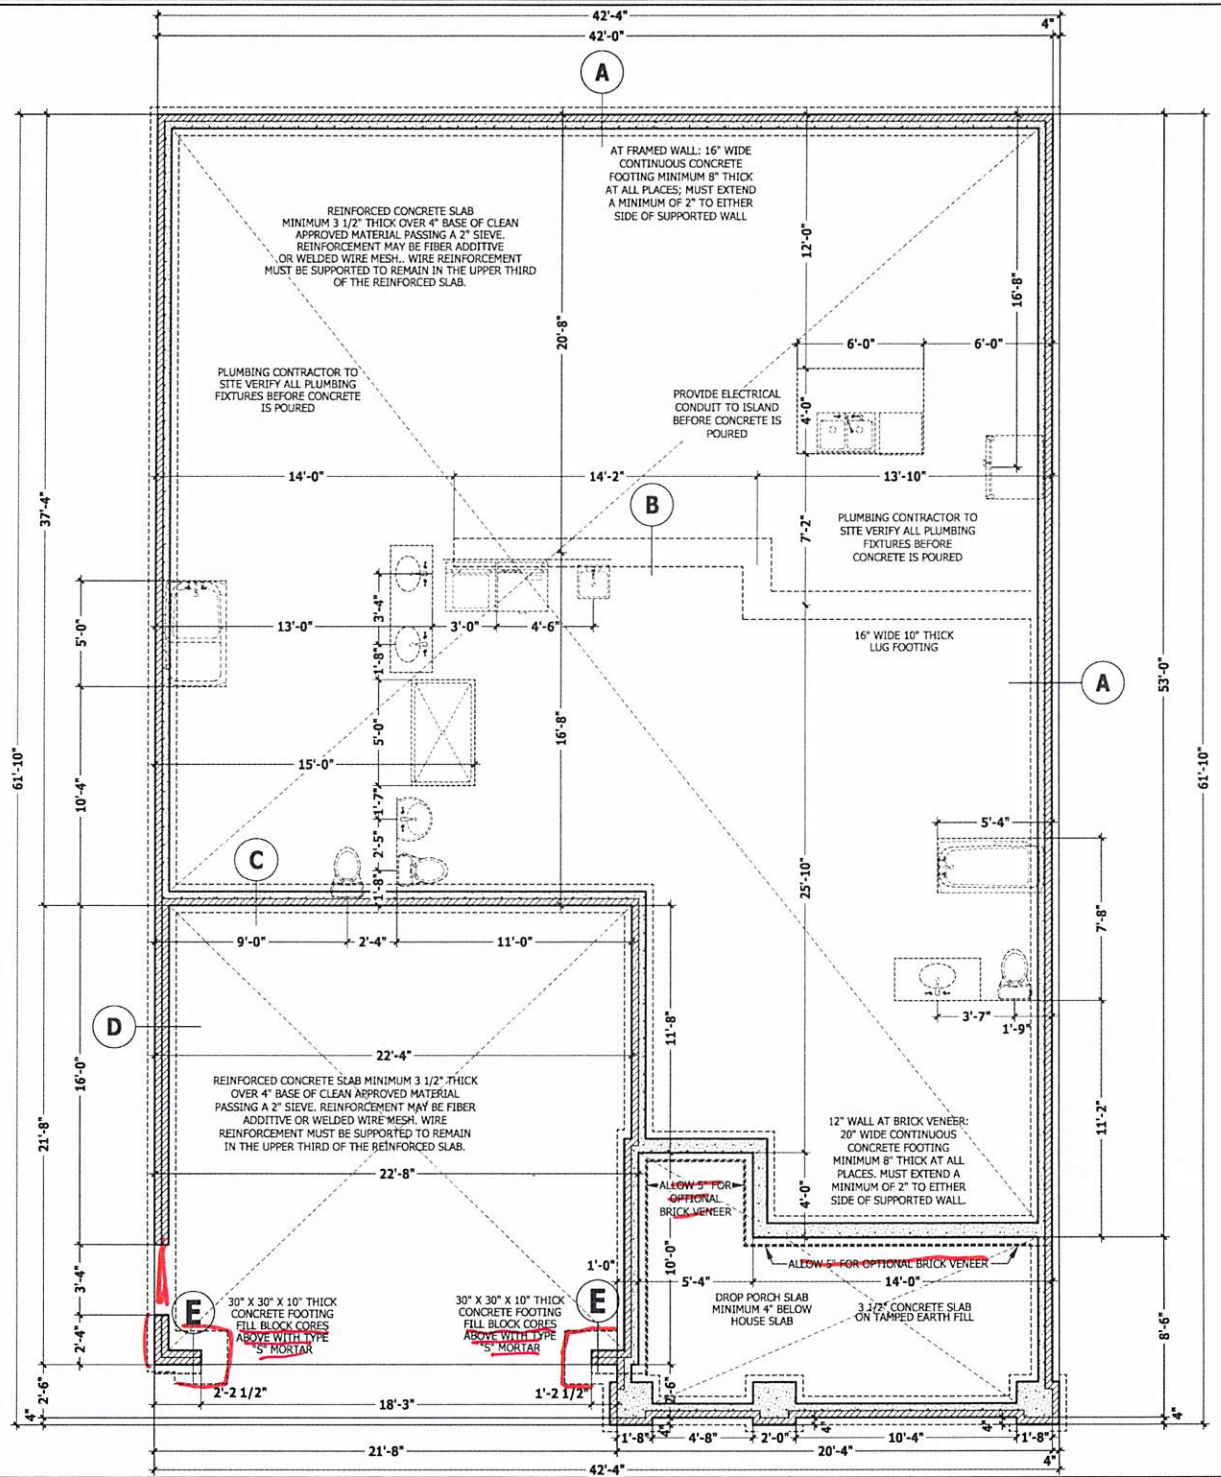 42'-4"
4"
42'-0"
A
AT FRAMED WALL: 16" WIDE
CONTINUOUS CONCRETE
FOOTING MINIMUM 8" THICK
AT ALL PLACES; MUST EXTEND
A MINIMUM OF 2" TO EITHER
SIDE OF SUPPORTED WALL
REINFORCED CONCRETE SLAB
MINIMUM 3 1/2" THICK OVER 4" BASE OF CLEAN
APPROVED MATERIAL PASSING A 2" SIEVE.
REINFORCEMENT MAY BE FIBER ADDITIVE
OR WELDED WIRE MESH.. WIRE REINFORCEMENT
MUST BE SUPPORTED TO REMAIN IN THE UPPER THIRD
OF THE REINFORCED SLAB.
12'-0"
16'-8"
20'-8"
6'-0"
6'-0"
PLUMBING CONTRACTOR TO
SITE VERIFY ALL PLUMBING
FIXTURES BEFORE CONCRETE
IS POURED
PROVIDE ELECTRICAL
CONDUIT TO ISLAND
BEFORE CONCRETE IS
POURED
4'-0"
14'-0"
14'-2"
13'-10"
37'-4"
B
7'-2"
PLUMBING CONTRACTOR TO
SITE VERIFY ALL PLUMBING
FIXTURES BEFORE
CONCRETE IS POURED
5'-0"
13'-0"
3'-4"
3'-0"
4'-6"
16" WIDE 10" THICK
LUG FOOTING
1'-8"
A
53'-0"
5'-0"
16'-8"
61'-10"
61'-10"
15'-0"
10'-4"
1'-7"
5'-4"
2'-5"
C
1'-8"
25'-10"
7'-8"
9'-0"
2'-4"
11'-0"
D
3'-7"
1'-9"
16'-0"
22'-4"
11'-8"
REINFORCED CONCRETE SLAB MINIMUM 3 1/2" THICK
OVER 4" BASE OF CLEAN APPROVED MATERIAL
PASSING A 2" SIEVE. REINFORCEMENT MAY BE FIBER
ADDITIVE OR WELDED WIRE MESH. WIRE
REINFORCEMENT MUST BE SUPPORTED TO REMAIN
IN THE UPPER THIRD OF THE REINFORCED SLAB.
21'-8"
11'-2"
12" WALL AT BRICK VENEER:
20" WIDE CONTINUOUS
CONCRETE FOOTING
MINIMUM 8" THICK AT ALL
PLACES. MUST EXTEND A
MINIMUM OF 2" TO EITHER
SIDE OF SUPPORTED WALL.
22'-8"
ALLOW 5" FOR
OPTIONAL
BRICK VENEER
4'-0"
10'-0"
1'-0"
ALLOW 5" FOR OPTIONAL BRICK VENEER
3'-4"
5'-4"
14'-0"
E
30" X 30" X 10" THICK
CONCRETE FOOTING
FILL BLOCK CORES
ABOVE WITH TYPE
"S" MORTAR
30" X 30" X 10" THICK
CONCRETE FOOTING
FILL BLOCK CORES
ABOVE WITH TYPE
"S" MORTAR
E
DROP PORCH SLAB
MINIMUM 4" BELOW
HOUSE SLAB
3 1/2" CONCRETE SLAB
ON TAMPED EARTH FILL
8'-6"
2'-4"
2'-6"
2'-2 1/2"
1'-2 1/2"
2'-6"
18'-3"
4"
4"
4"
4"
4"
1'-8"
4'-8"
2'-0"
10'-4"
1'-8"
21'-8"
20'-4"
4"
42'-4"